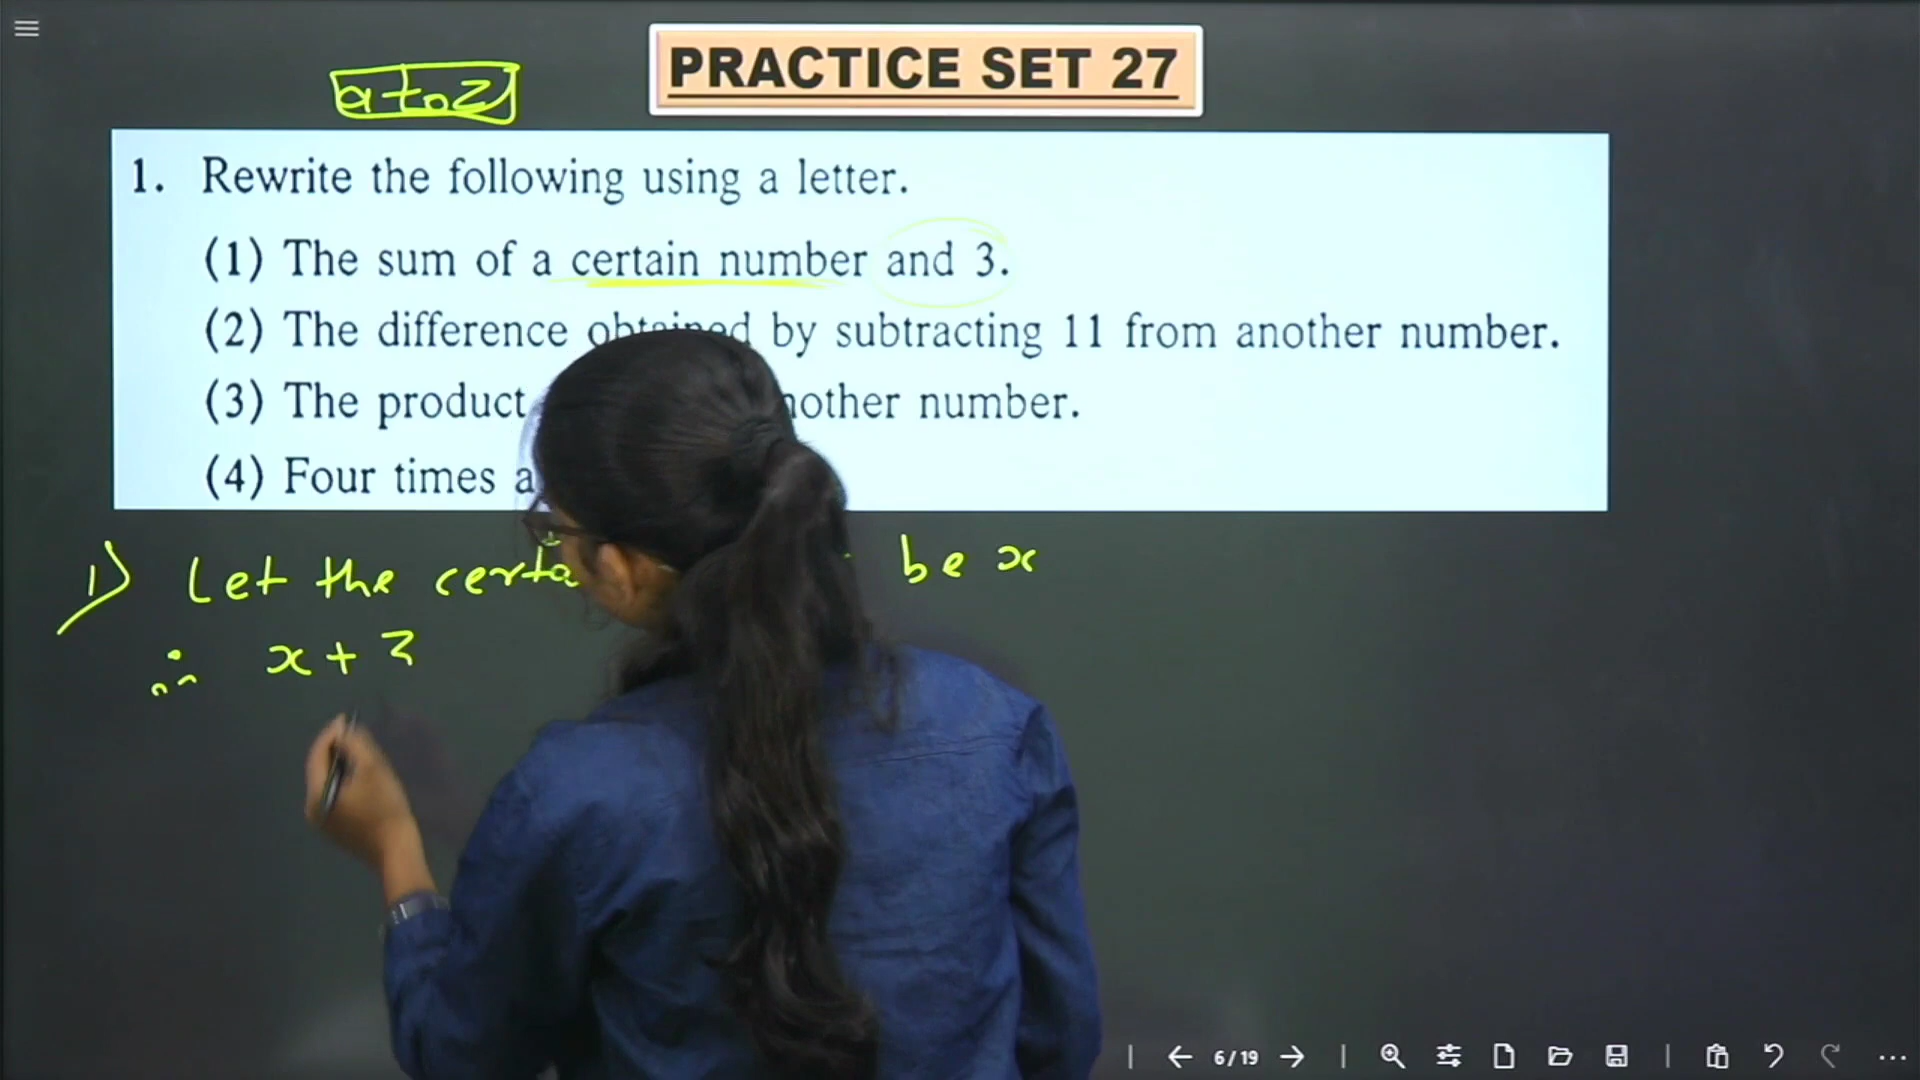 PRACTICE SET 27
a to z
1. Rewrite the following using a letter.
(1) The sum of a certain number and 3.
(2) The difference obtained by subtracting 11 from another number.
(3) The product nother number.
(4) Four times a
1) Let the certa be x
∴ x + 3
6/19